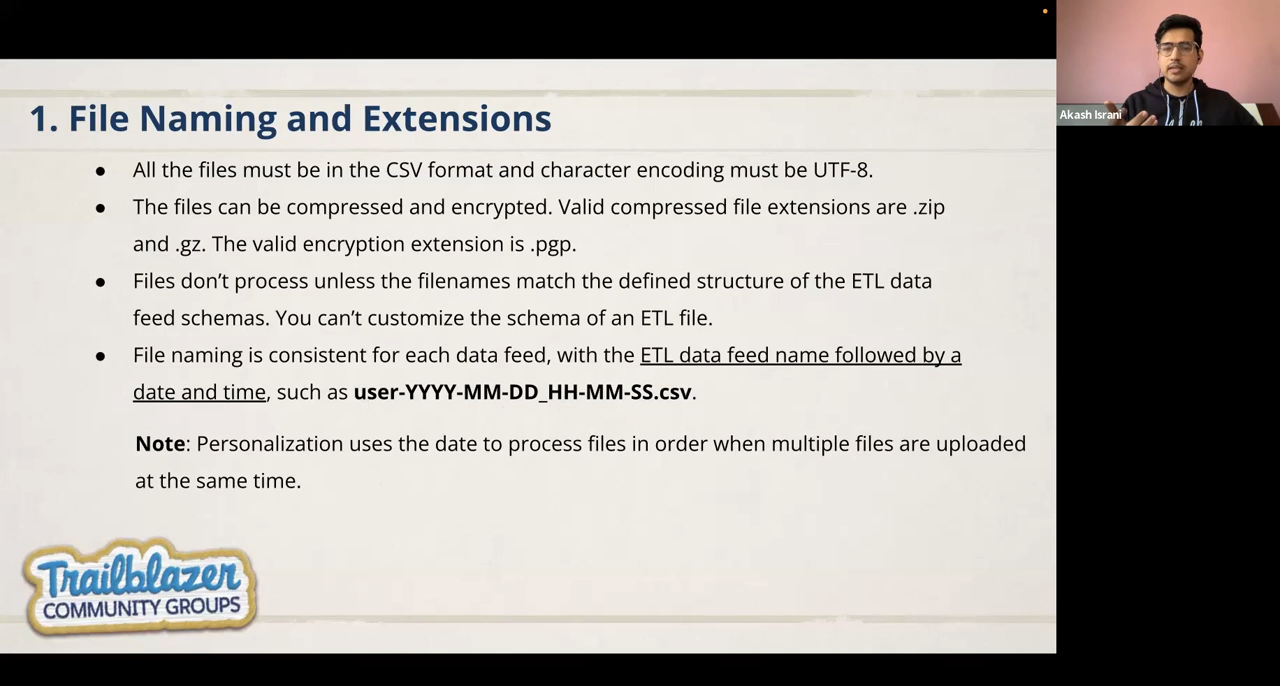 1. File Naming and Extensions
● All the files must be in the CSV format and character encoding must be UTF-8.
● The files can be compressed and encrypted. Valid compressed file extensions are .zip
and .gz. The valid encryption extension is .pgp.
● Files don’t process unless the filenames match the defined structure of the ETL data
feed schemas. You can’t customize the schema of an ETL file.
● File naming is consistent for each data feed, with the ETL data feed name followed by a
date and time, such as user-YYYY-MM-DD_HH-MM-SS.csv.
Note: Personalization uses the date to process files in order when multiple files are uploaded
at the same time.
Trailblazer
COMMUNITY GROUPS
Akash Israni